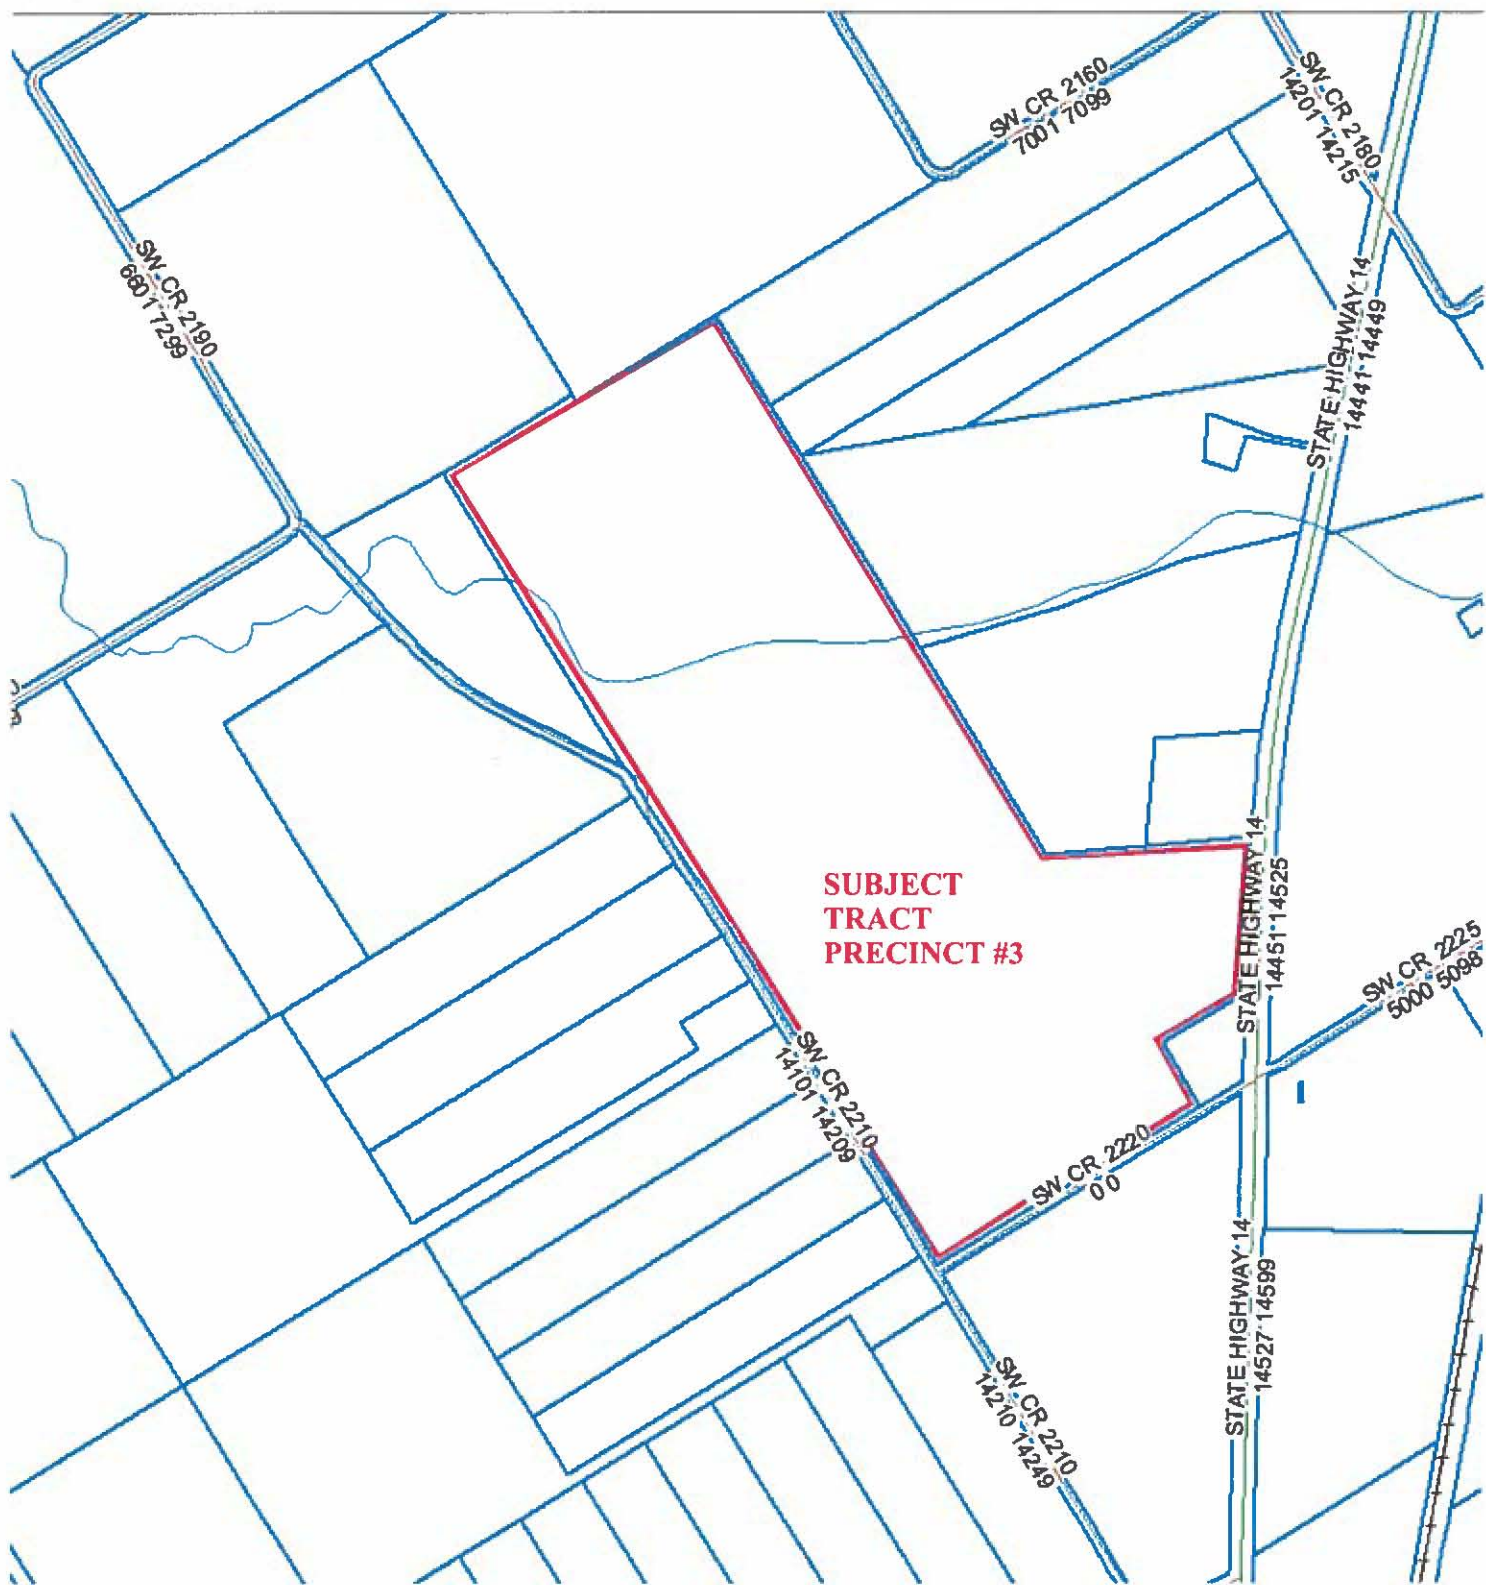 SW CR 2160
7001 7099
SW CR 2180
14201 14215
SW CR 2190
6601 7299
STATE HIGHWAY 14
14441 14449
SUBJECT
TRACT
PRECINCT #3
STATE HIGHWAY 14
14451 14525
SW CR 2225
5000 5098
SW CR 2210
14101 14209
SW CR 2220
0 0
STATE HIGHWAY 14
14527 14599
SW CR 2210
14210 14249